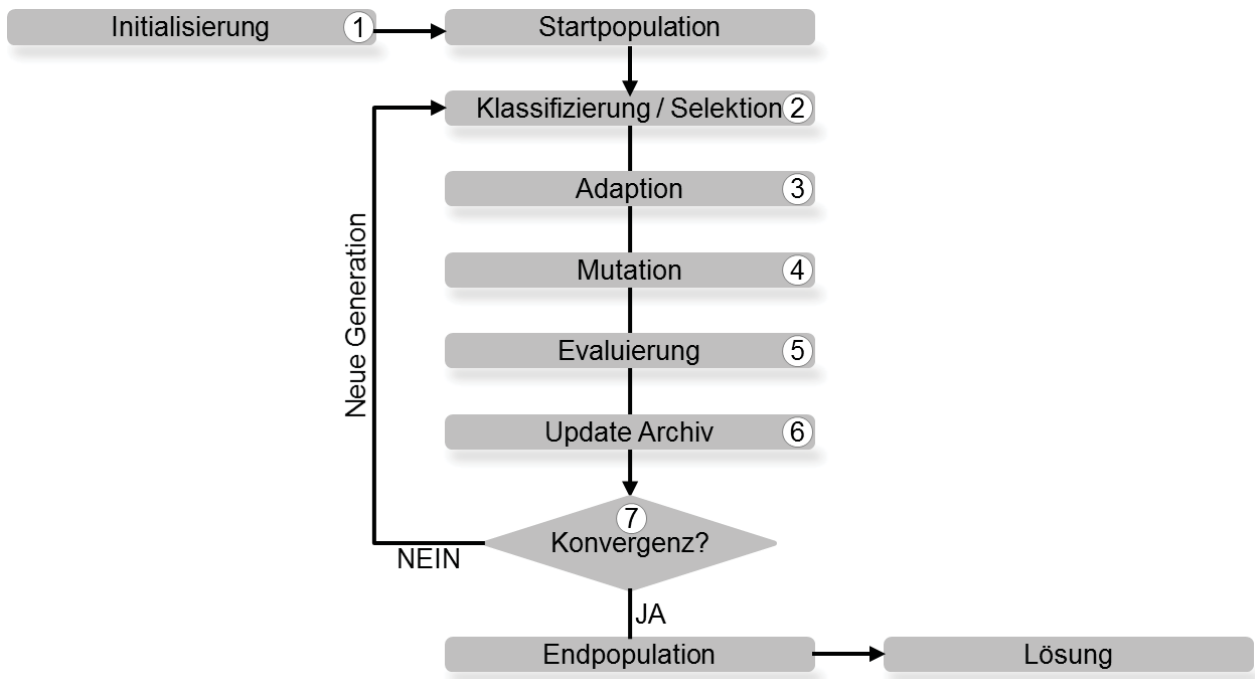 Initialisierung 1
Startpopulation
Klassifizierung / Selektion 2
Adaption 3
Mutation 4
Evaluierung 5
Update Archiv 6
Neue Generation
7
Konvergenz?
NEIN
JA
Endpopulation
Lösung